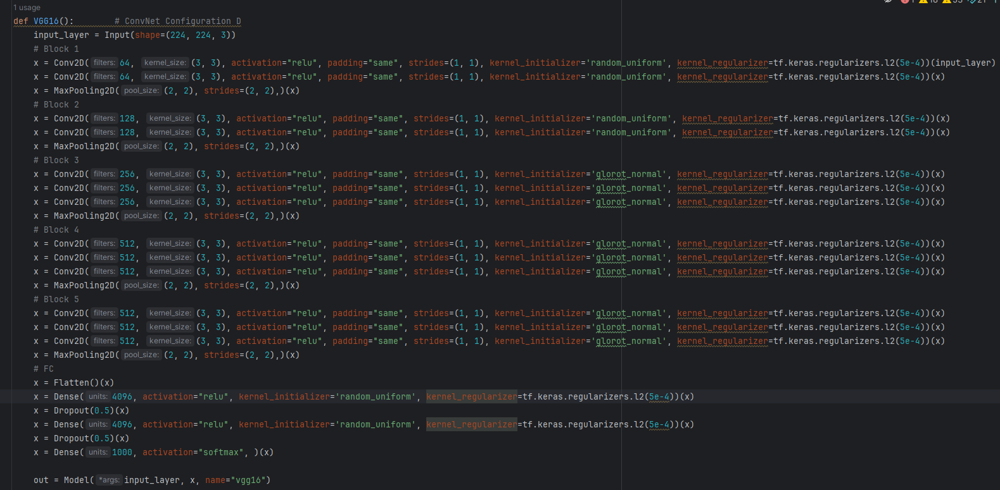 1 usage
def VGG16():        # ConvNet Configuration D
    input_layer = Input(shape=(224, 224, 3))
    # Block 1
    x = Conv2D( filters: 64,  kernel_size: (3, 3), activation="relu", padding="same", strides=(1, 1), kernel_initializer='random_uniform', kernel_regularizer=tf.keras.regularizers.l2(5e-4))(input_layer)
    x = Conv2D( filters: 64,  kernel_size: (3, 3), activation="relu", padding="same", strides=(1, 1), kernel_initializer='random_uniform', kernel_regularizer=tf.keras.regularizers.l2(5e-4))(x)
    x = MaxPooling2D( pool_size: (2, 2), strides=(2, 2),)(x)
    # Block 2
    x = Conv2D( filters: 128,  kernel_size: (3, 3), activation="relu", padding="same", strides=(1, 1), kernel_initializer='random_uniform', kernel_regularizer=tf.keras.regularizers.l2(5e-4))(x)
    x = Conv2D( filters: 128,  kernel_size: (3, 3), activation="relu", padding="same", strides=(1, 1), kernel_initializer='random_uniform', kernel_regularizer=tf.keras.regularizers.l2(5e-4))(x)
    x = MaxPooling2D( pool_size: (2, 2), strides=(2, 2),)(x)
    # Block 3
    x = Conv2D( filters: 256,  kernel_size: (3, 3), activation="relu", padding="same", strides=(1, 1), kernel_initializer='glorot_normal', kernel_regularizer=tf.keras.regularizers.l2(5e-4))(x)
    x = Conv2D( filters: 256,  kernel_size: (3, 3), activation="relu", padding="same", strides=(1, 1), kernel_initializer='glorot_normal', kernel_regularizer=tf.keras.regularizers.l2(5e-4))(x)
    x = Conv2D( filters: 256,  kernel_size: (3, 3), activation="relu", padding="same", strides=(1, 1), kernel_initializer='glorot_normal', kernel_regularizer=tf.keras.regularizers.l2(5e-4))(x)
    x = MaxPooling2D( pool_size: (2, 2), strides=(2, 2),)(x)
    # Block 4
    x = Conv2D( filters: 512,  kernel_size: (3, 3), activation="relu", padding="same", strides=(1, 1), kernel_initializer='glorot_normal', kernel_regularizer=tf.keras.regularizers.l2(5e-4))(x)
    x = Conv2D( filters: 512,  kernel_size: (3, 3), activation="relu", padding="same", strides=(1, 1), kernel_initializer='glorot_normal', kernel_regularizer=tf.keras.regularizers.l2(5e-4))(x)
    x = Conv2D( filters: 512,  kernel_size: (3, 3), activation="relu", padding="same", strides=(1, 1), kernel_initializer='glorot_normal', kernel_regularizer=tf.keras.regularizers.l2(5e-4))(x)
    x = MaxPooling2D( pool_size: (2, 2), strides=(2, 2),)(x)
    # Block 5
    x = Conv2D( filters: 512,  kernel_size: (3, 3), activation="relu", padding="same", strides=(1, 1), kernel_initializer='glorot_normal', kernel_regularizer=tf.keras.regularizers.l2(5e-4))(x)
    x = Conv2D( filters: 512,  kernel_size: (3, 3), activation="relu", padding="same", strides=(1, 1), kernel_initializer='glorot_normal', kernel_regularizer=tf.keras.regularizers.l2(5e-4))(x)
    x = Conv2D( filters: 512,  kernel_size: (3, 3), activation="relu", padding="same", strides=(1, 1), kernel_initializer='glorot_normal', kernel_regularizer=tf.keras.regularizers.l2(5e-4))(x)
    x = MaxPooling2D( pool_size: (2, 2), strides=(2, 2),)(x)
    # FC
    x = Flatten()(x)
    x = Dense( units: 4096, activation="relu", kernel_initializer='random_uniform', kernel_regularizer=tf.keras.regularizers.l2(5e-4))(x)
    x = Dropout(0.5)(x)
    x = Dense( units: 4096, activation="relu", kernel_initializer='random_uniform', kernel_regularizer=tf.keras.regularizers.l2(5e-4))(x)
    x = Dropout(0.5)(x)
    x = Dense( units: 1000, activation="softmax", )(x)
    out = Model( *args: input_layer, x, name="vgg16")